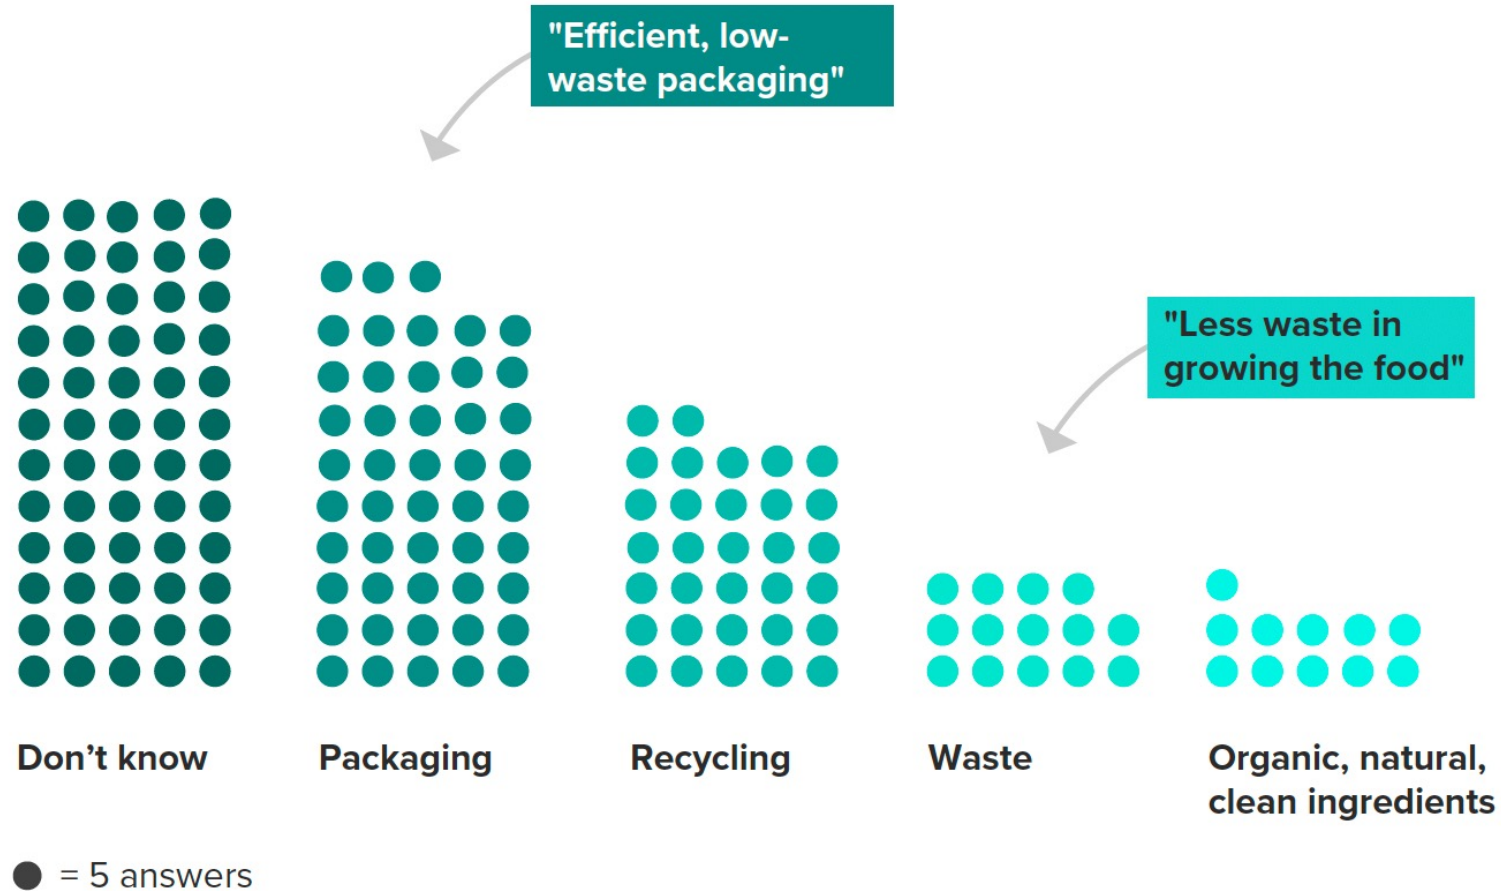 "Efficient, low-
waste packaging"
"Less waste in
growing the food"
Don’t know
Packaging
Recycling
Waste
Organic, natural,
clean ingredients
= 5 answers